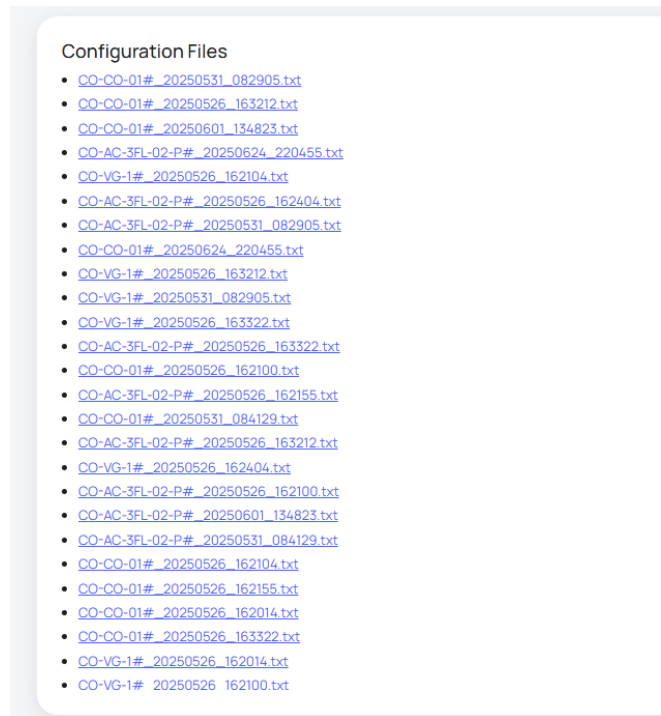 Configuration Files
CO-CO-01#_20250531_082905.txt
CO-CO-01#_20250526_163212.txt
CO-CO-01#_20250601_134823.txt
CO-AC-3FL-02-P#_20250624_220455.txt
CO-VG-1#_20250526_162104.txt
CO-AC-3FL-02-P#_20250526_162404.txt
CO-AC-3FL-02-P#_20250531_082905.txt
CO-CO-01#_20250624_220455.txt
CO-VG-1#_20250526_163212.txt
CO-VG-1#_20250531_082905.txt
CO-VG-1#_20250526_163322.txt
CO-AC-3FL-02-P#_20250526_163322.txt
CO-CO-01#_20250526_162100.txt
CO-AC-3FL-02-P#_20250526_162155.txt
CO-CO-01#_20250531_084129.txt
CO-AC-3FL-02-P#_20250526_163212.txt
CO-VG-1#_20250526_162404.txt
CO-AC-3FL-02-P#_20250526_162100.txt
CO-AC-3FL-02-P#_20250601_134823.txt
CO-AC-3FL-02-P#_20250531_084129.txt
CO-CO-01#_20250526_162104.txt
CO-CO-01#_20250526_162155.txt
CO-CO-01#_20250526_162014.txt
CO-CO-01#_20250526_163322.txt
CO-VG-1#_20250526_162014.txt
CO-VG-1#_20250526_162100.txt